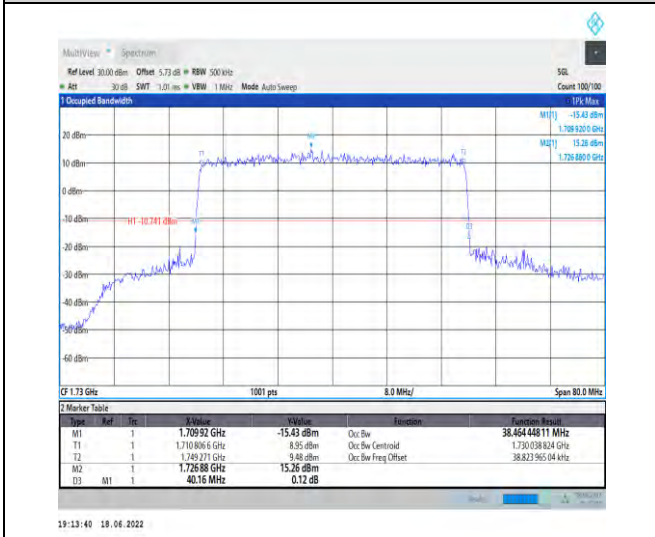 MultiView Spectrum
Ref Level 30.00 dBm Offset 5.73 dB RBW 500 kHz SGL
Att 30 dB SWT 1.01 ms VBW 1 MHz Mode Auto Sweep Count 100/100
1 Occupied Bandwidth 1Pk Max
M1[1] -15.43 dBm
1.709 920 0 GHz
M2[1] 15.26 dBm
1.726 880 0 GHz
20 dBm
10 dBm
0 dBm
-10 dBm
H1 -10.741 dBm
-20 dBm
-30 dBm
-40 dBm
-50 dBm
-60 dBm
CF 1.73 GHz 1001 pts 8.0 MHz/ Span 80.0 MHz
2 Marker Table
Type Ref Trc X-Value Y-Value Function Function Result
M1 1 1.709 92 GHz -15.43 dBm Occ Bw 38.464 448 11 MHz
T1 1 1.710 806 6 GHz 8.95 dBm Occ Bw Centroid 1.730 038 824 GHz
T2 1 1.749 271 GHz 9.48 dBm Occ Bw Freq Offset 38.823 965 04 kHz
M2 1 1.726 88 GHz 15.26 dBm
D3 M1 1 40.16 MHz 0.12 dB
19:13:40 18.06.2022